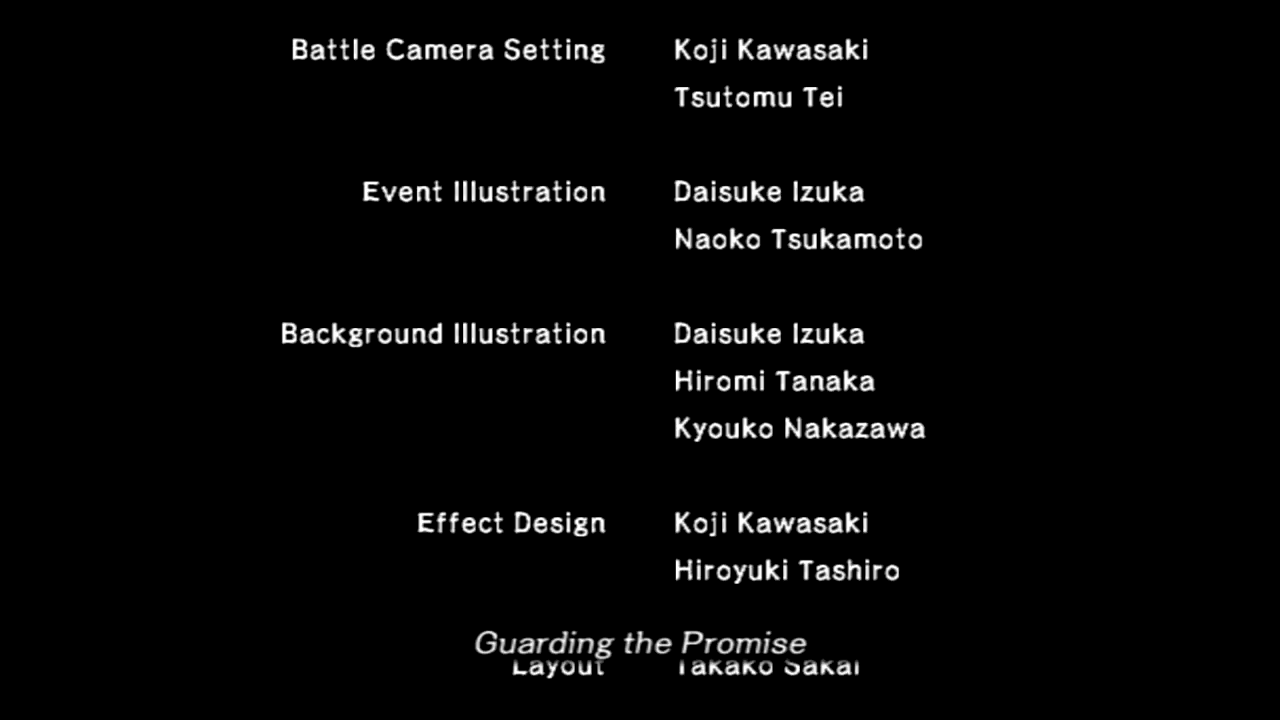 Battle Camera Setting Koji Kawasaki
Tsutomu Tei
Event Illustration Daisuke Izuka
Naoko Tsukamoto
Background Illustration Daisuke Izuka
Hiromi Tanaka
Kyouko Nakazawa
Effect Design Koji Kawasaki
Hiroyuki Tashiro
Guarding the Promise
Layout Takako Sakai